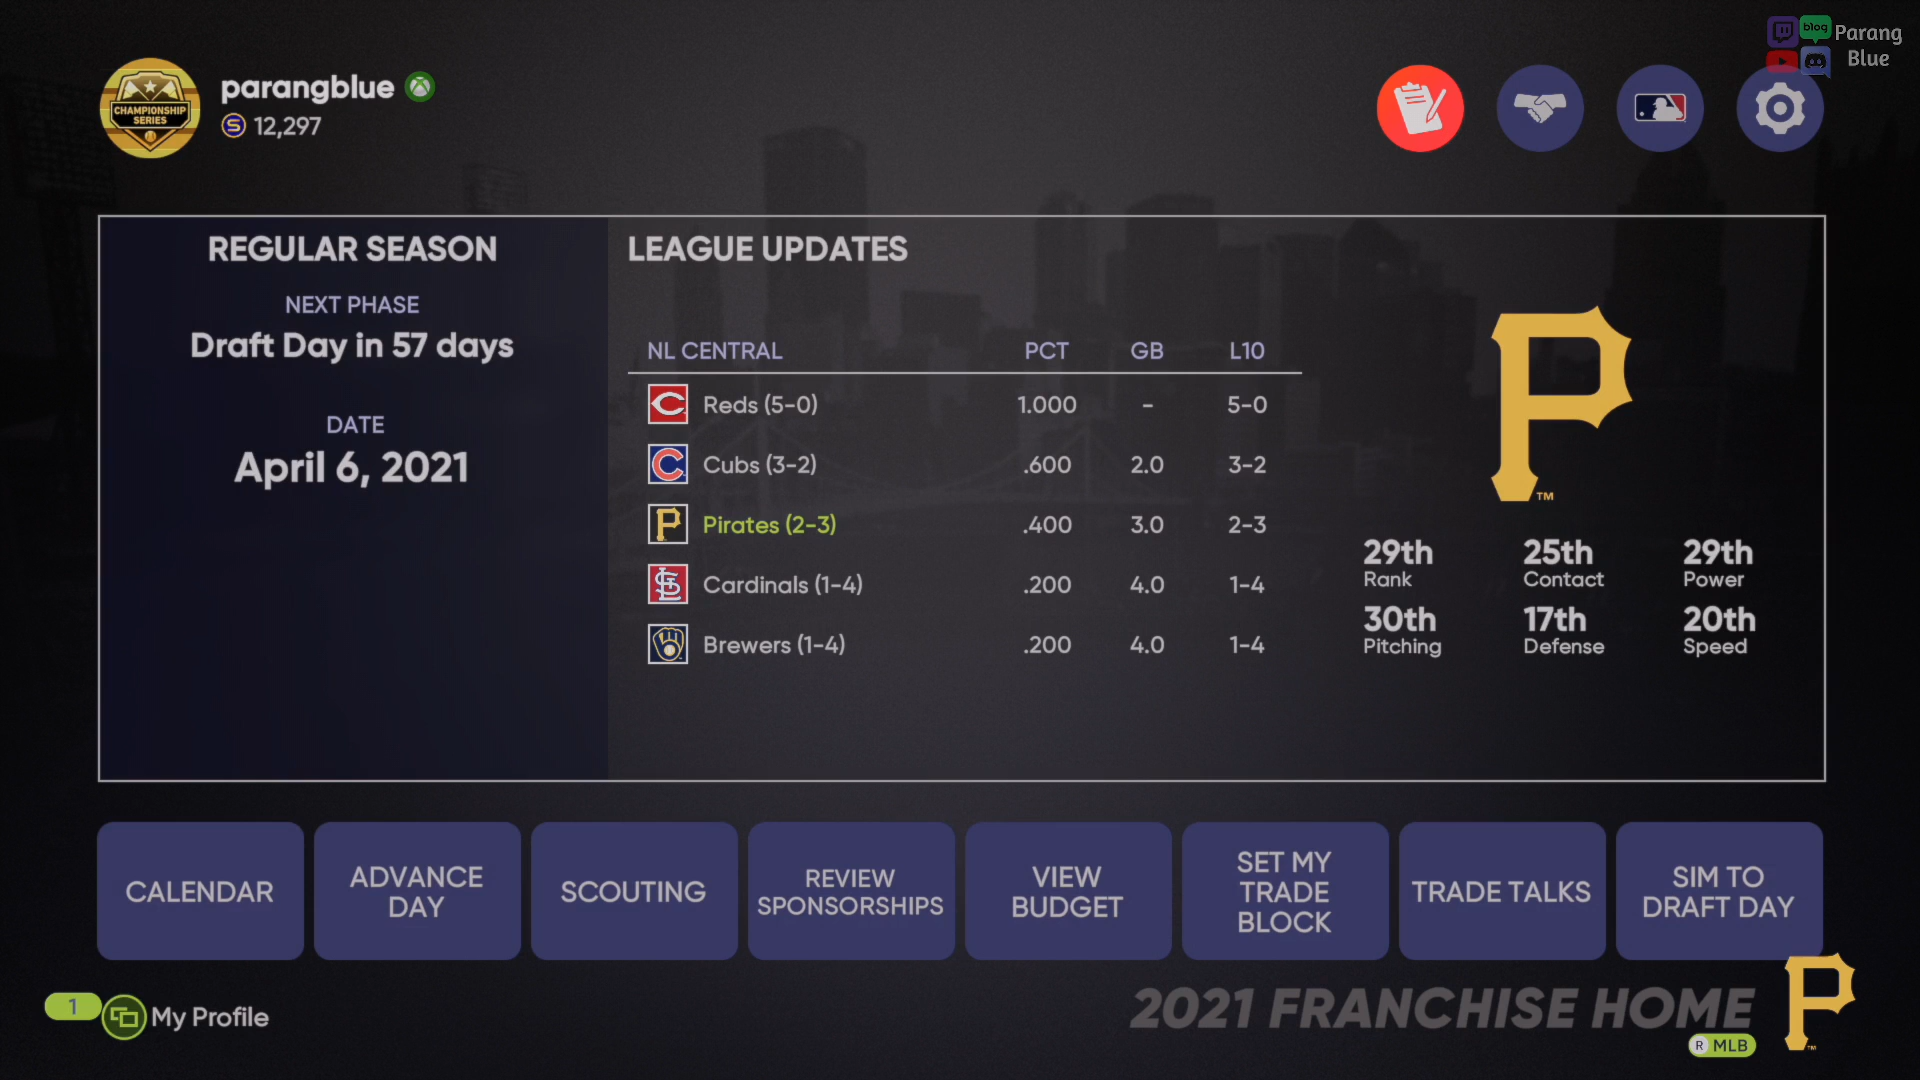 Parang
Blue
blog
parangblue
12,297
CHAMPIONSHIP
SERIES
REGULAR SEASON
NEXT PHASE
Draft Day in 57 days
DATE
April 6, 2021
LEAGUE UPDATES
NL CENTRAL PCT GB L10
Reds (5-0) 1.000 - 5-0
Cubs (3-2) .600 2.0 3-2
Pirates (2-3) .400 3.0 2-3
Cardinals (1-4) .200 4.0 1-4
Brewers (1-4) .200 4.0 1-4
P
TM
29th 25th 29th
Rank Contact Power
30th 17th 20th
Pitching Defense Speed
CALENDAR
ADVANCE
DAY
SCOUTING
REVIEW
SPONSORSHIPS
VIEW
BUDGET
SET MY
TRADE
BLOCK
TRADE TALKS
SIM TO
DRAFT DAY
1 My Profile
2021 FRANCHISE HOME
R MLB
P
TM